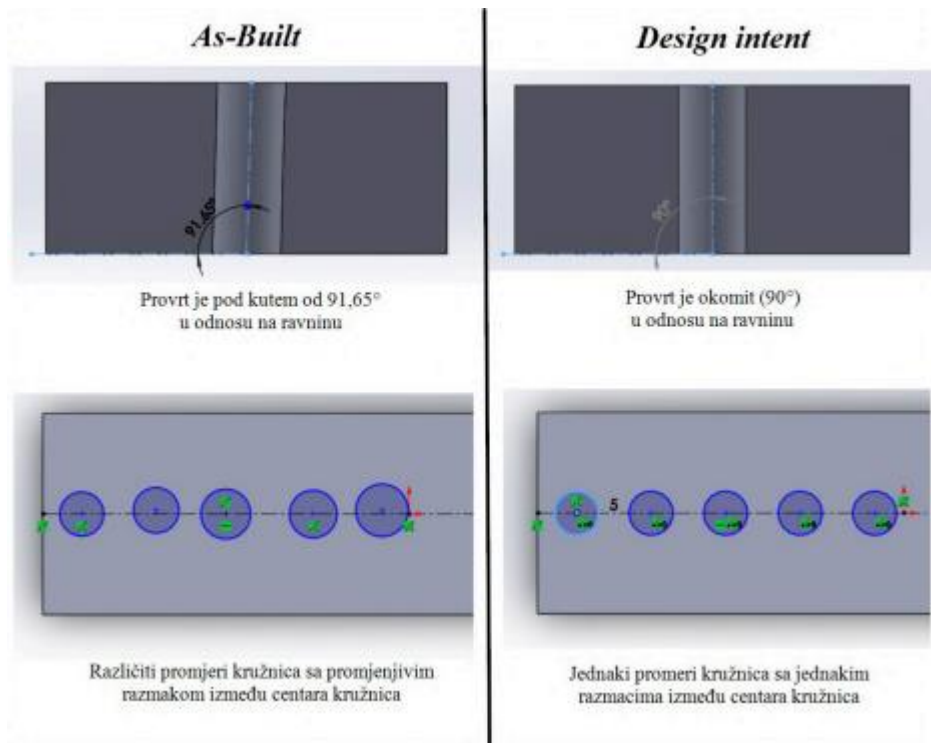 As-Built
Design intent
91,65°
90°
Provrt je pod kutem od 91,65°
u odnosu na ravninu
Provrt je okomit (90°)
u odnosu na ravninu
5
Različiti promjeri kružnica sa promjenjivim
razmakom između centara kružnica
Jednaki promeri kružnica sa jednakim
razmacima između centara kružnica